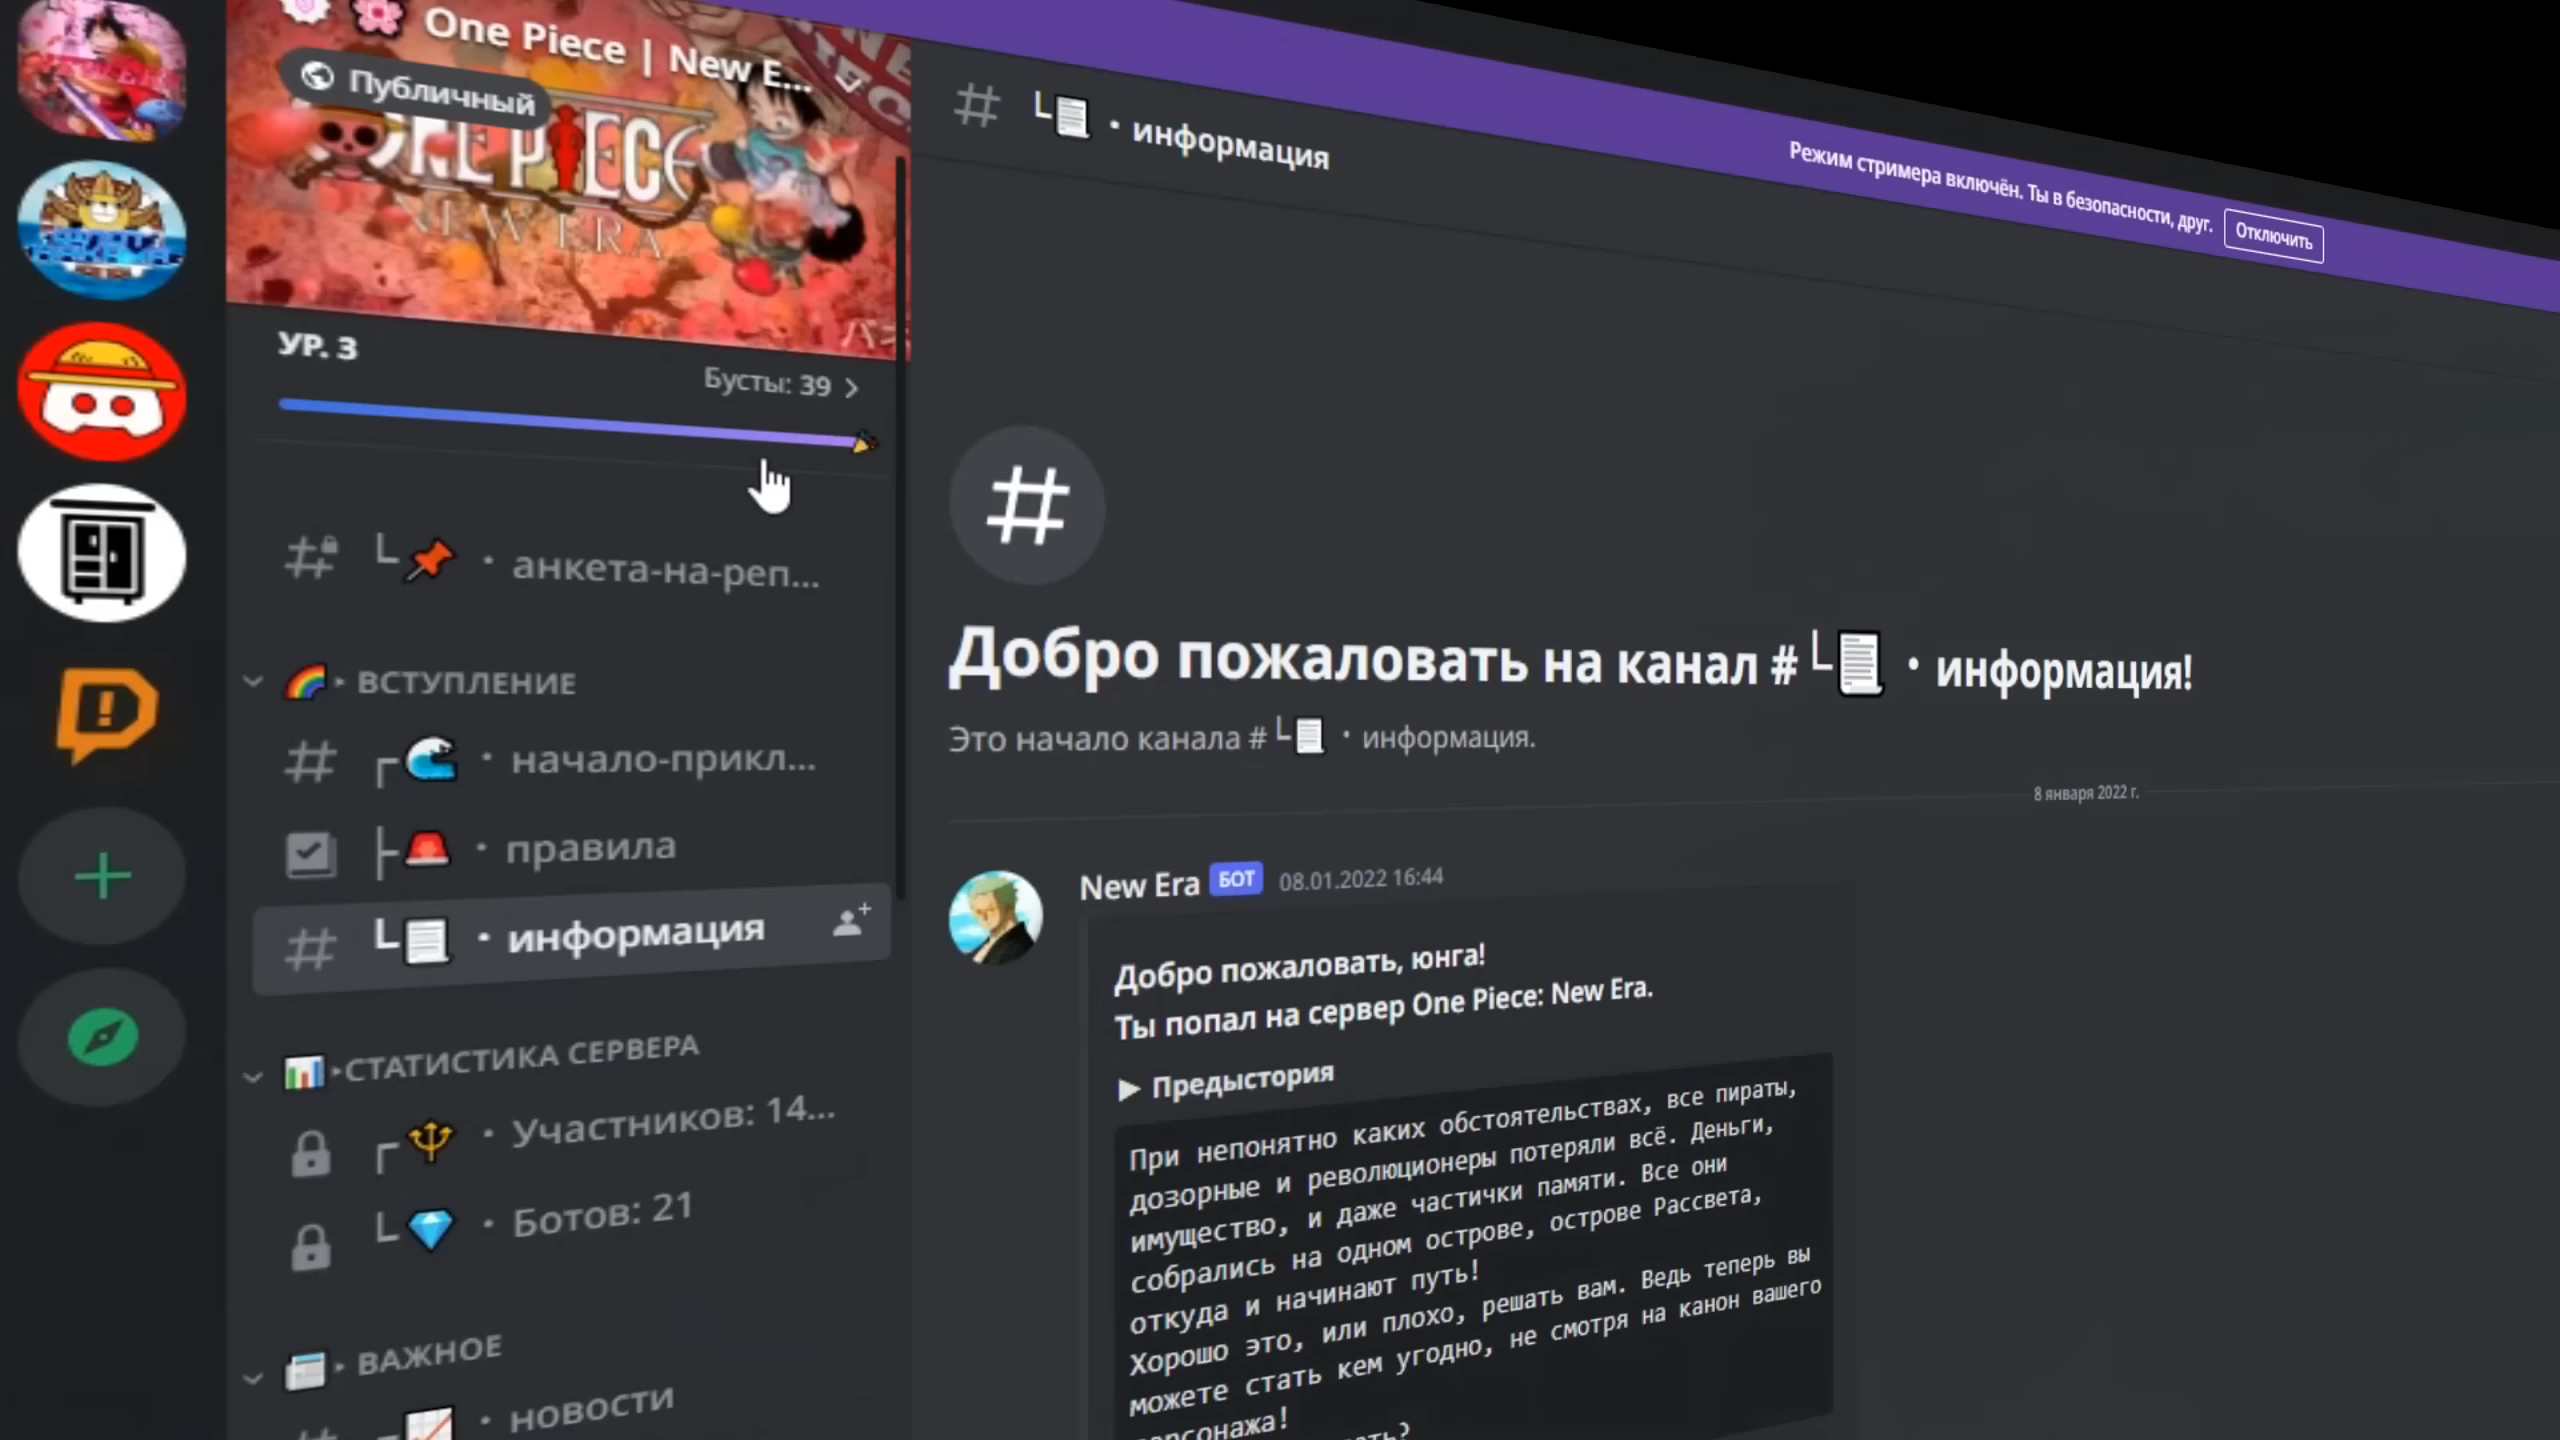 One Piece | New E...
Публичный
ONE PIECE
NEW ERA
УР. 3
Бусты: 39
анкета-на-реп...
ВСТУПЛЕНИЕ
начало-прикл...
правила
информация
СТАТИСТИКА СЕРВЕРА
Участников: 14...
Ботов: 21
ВАЖНОЕ
новости
информация
Режим стримера включён. Ты в безопасности, друг.
Отключить
Добро пожаловать на канал # • информация!
Это начало канала # • информация.
8 января 2022 г.
New Era БОТ 08.01.2022 16:44
Добро пожаловать, юнга!
Ты попал на сервер One Piece: New Era.
▶ Предыстория
При непонятно каких обстоятельствах, все пираты,
дозорные и революционеры потеряли всё. Деньги,
имущество, и даже частички памяти. Все они
собрались на одном острове, острове Рассвета,
откуда и начинают путь!
Хорошо это, или плохо, решать вам. Ведь теперь вы
можете стать кем угодно, не смотря на канон вашего